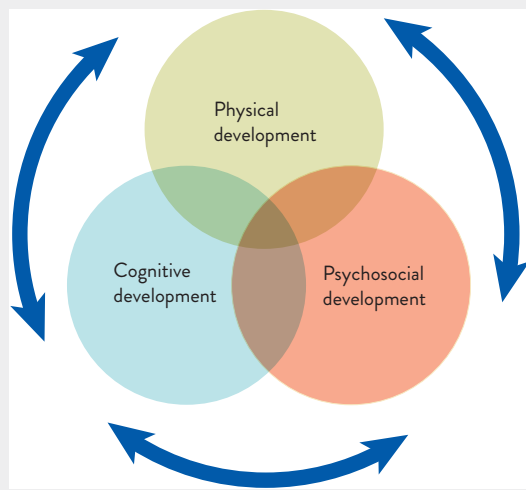 Physical
development
Cognitive
development
Psychosocial
development